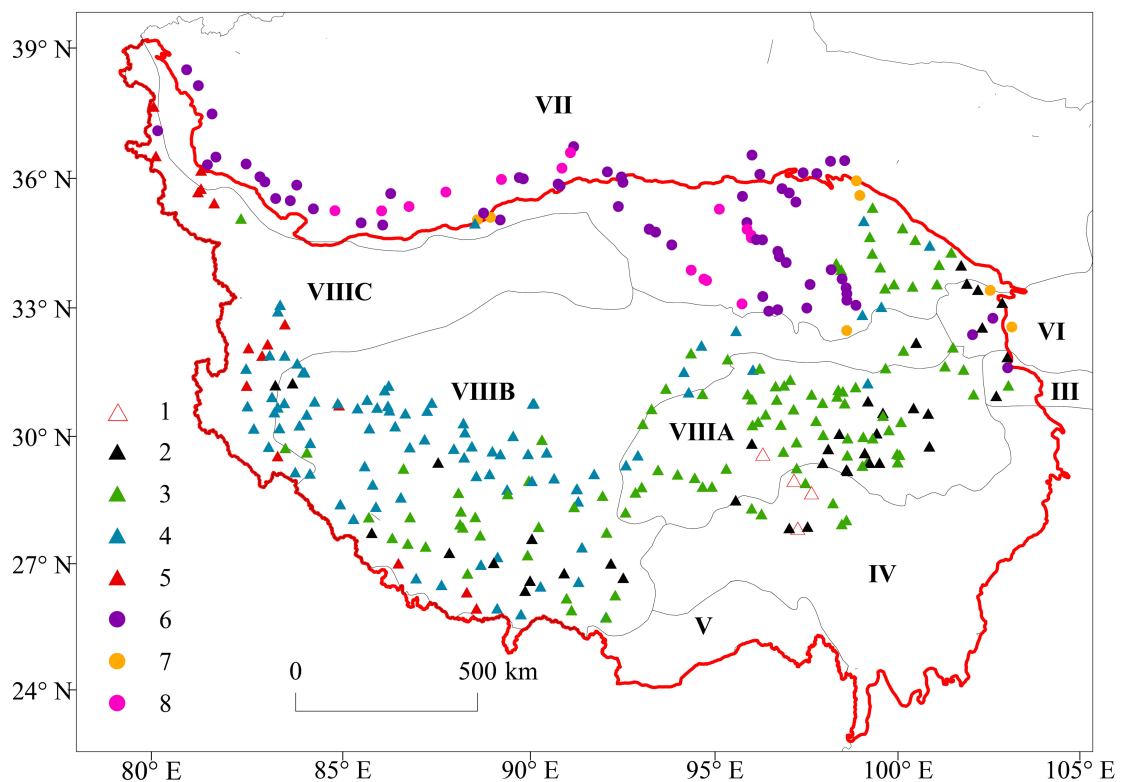 39° N
VII
36° N
VIIIC
33° N
VI
VIIIB
III
1
30° N
VIIIA
2
3
4
27° N
5
IV
6
V
7
0
500 km
24° N
8
80° E
85° E
90° E
95° E
100° E
105° E